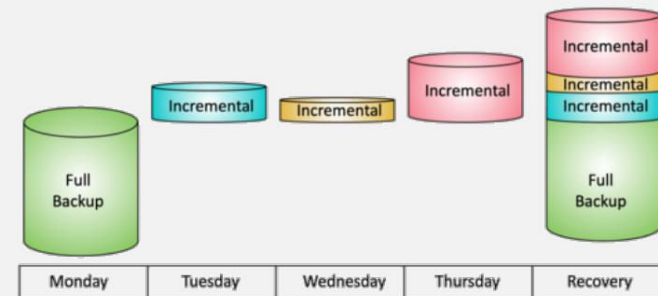 Full
Backup
Incremental
Incremental
Incremental
Incremental
Incremental
Incremental
Full
Backup
Monday
Tuesday
Wednesday
Thursday
Recovery